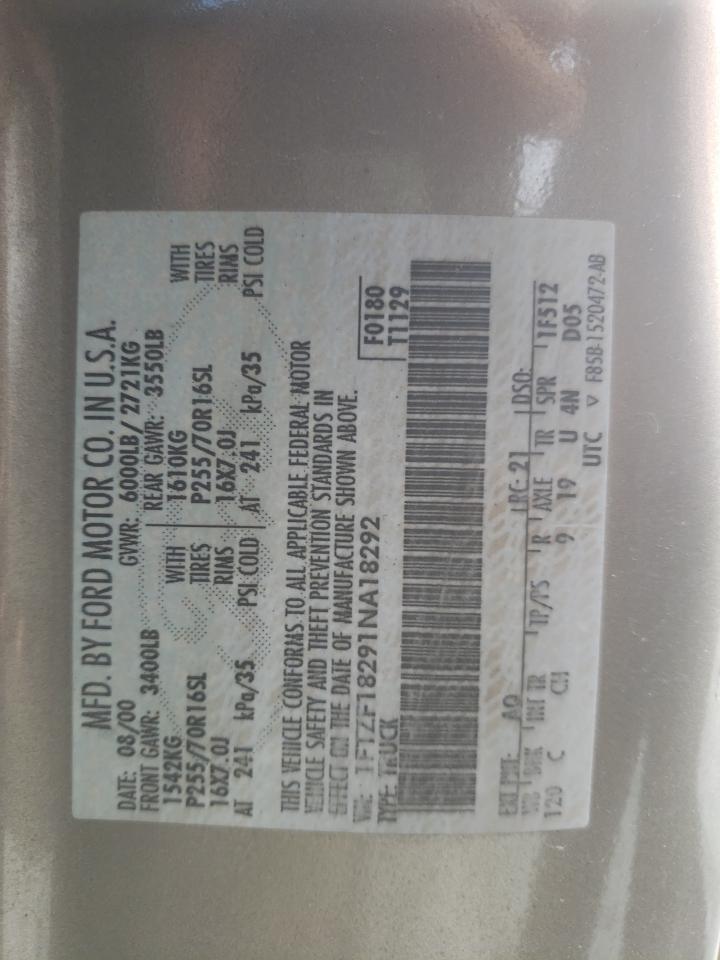 MFD. BY FORD MOTOR CO. IN U.S.A.
DATE: 08/00 GVWR: 6000LB/ 2721KG
FRONT GAWR: 3400LB REAR GAWR: 3550LB
1542KG WITH 1610KG WITH
P255/70R16SL TIRES P255/70R16SL TIRES
16X7.0J RIMS 16X7.0J RIMS
AT 241 kPa/35 PSI COLD AT 241 kPa/35 PSI COLD
THIS VEHICLE CONFORMS TO ALL APPLICABLE FEDERAL MOTOR
VEHICLE SAFETY AND THEFT PREVENTION STANDARDS IN
EFFECT ON THE DATE OF MANUFACTURE SHOWN ABOVE.
VIN: 1FTZF18291NA18292 F0180
TYPE: TRUCK T1129
EXT PNT: AQ RC: 21 DSO:
WB BRK INT TR TP/PS R AXLE TR SPR 1F512
120 C CH 9 19 U 4N D05
UTC ▽ F85B-1520472-AB